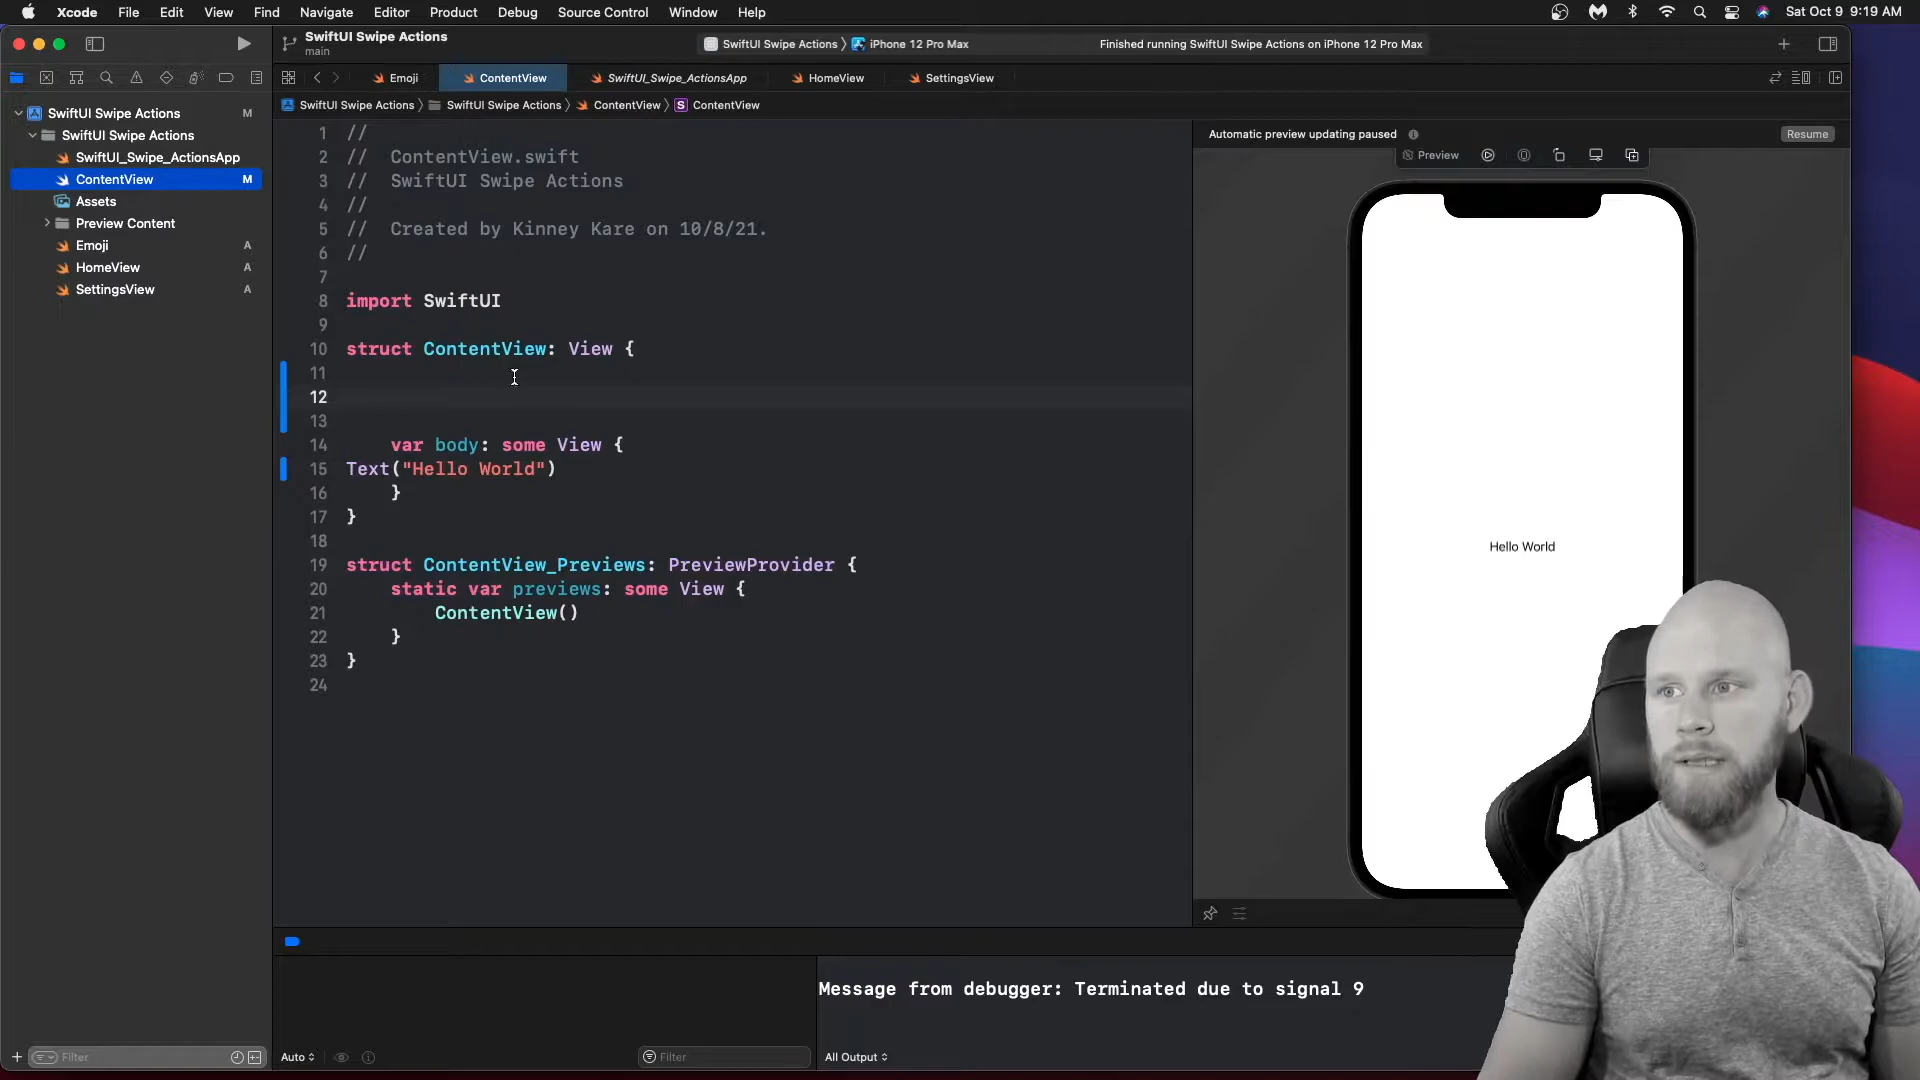 Xcode File Edit View Find Navigate Editor Product Debug Source Control Window Help
Sat Oct 9 9:19 AM
SwiftUI Swipe Actions
main
SwiftUI Swipe Actions 〉 iPhone 12 Pro Max
Finished running SwiftUI Swipe Actions on iPhone 12 Pro Max
Emoji
ContentView
SwiftUI_Swipe_ActionsApp
HomeView
SettingsView
SwiftUI Swipe Actions 〉 SwiftUI Swipe Actions 〉 ContentView 〉 S ContentView
SwiftUI Swipe Actions M
SwiftUI Swipe Actions
SwiftUI_Swipe_ActionsApp
ContentView M
Assets
Preview Content
Emoji A
HomeView A
SettingsView A
Filter
1 //
2 //  ContentView.swift
3 //  SwiftUI Swipe Actions
4 //
5 //  Created by Kinney Kare on 10/8/21.
6 //
7
8 import SwiftUI
9
10 struct ContentView: View {
11
12
13
14     var body: some View {
15 Text("Hello World")
16     }
17 }
18
19 struct ContentView_Previews: PreviewProvider {
20     static var previews: some View {
21         ContentView()
22     }
23 }
24
Automatic preview updating paused
Resume
Preview
Hello World
Message from debugger: Terminated due to signal 9
Auto
Filter
All Output